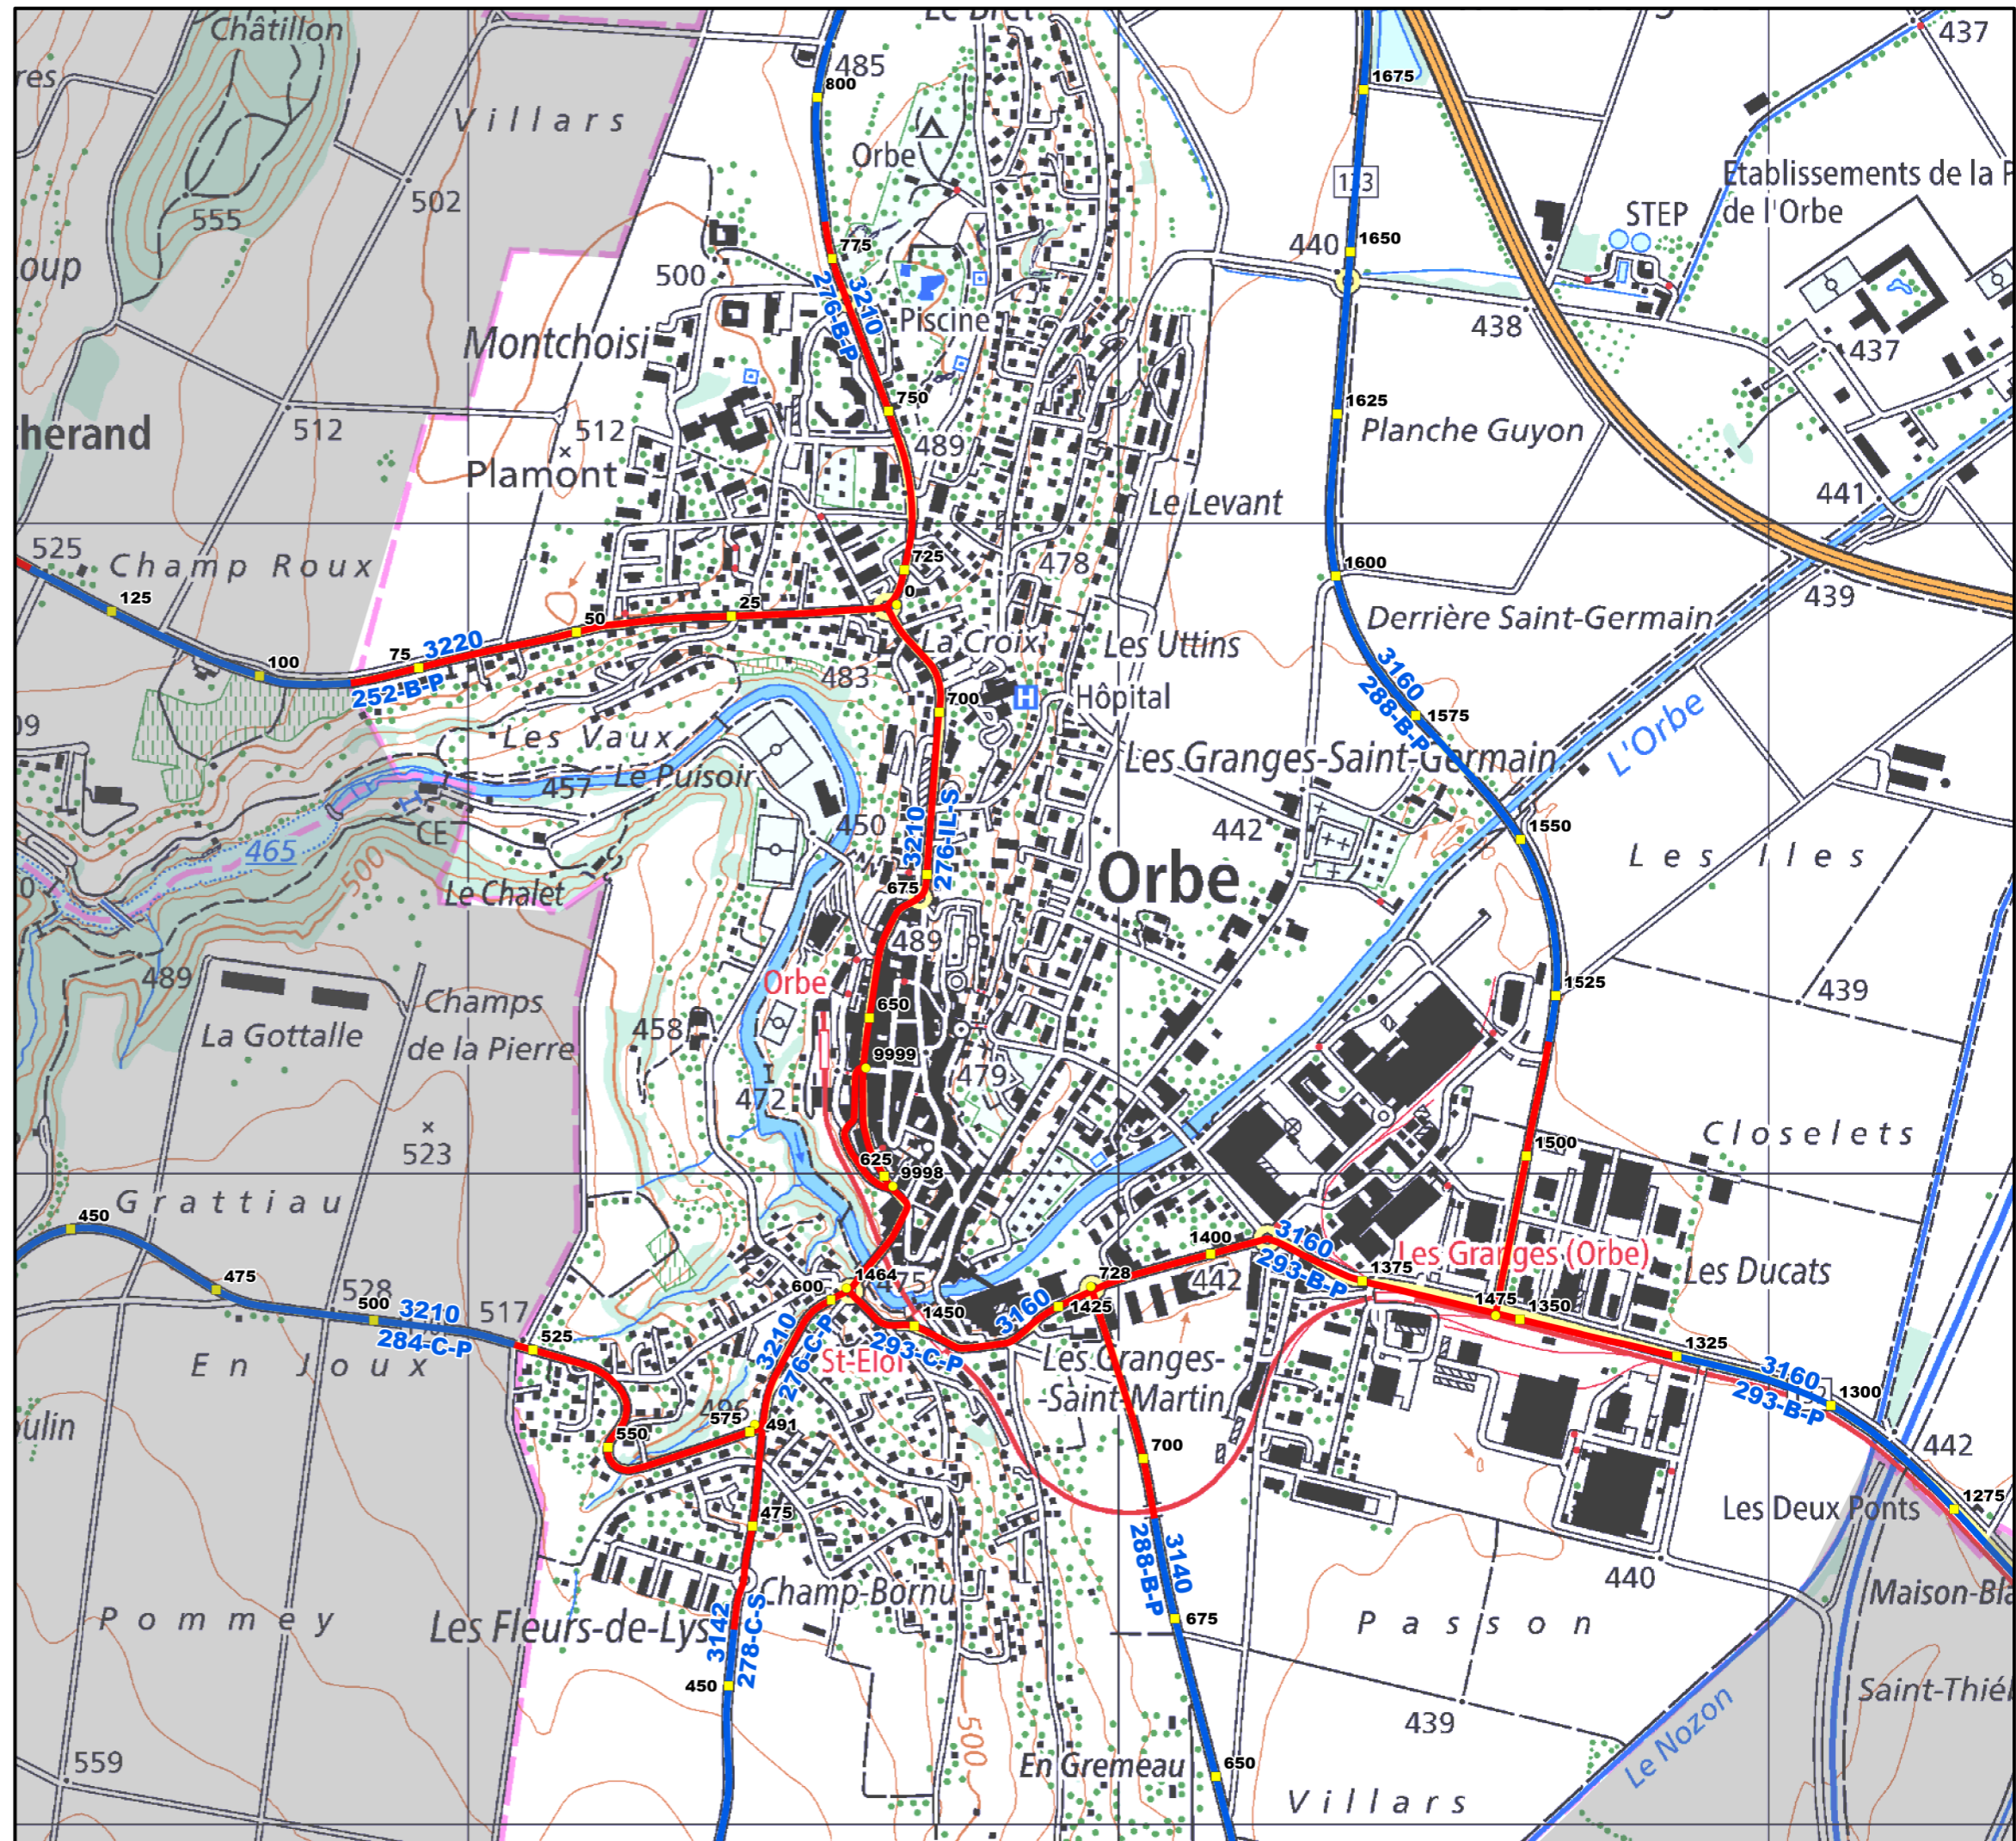 Châtillon
485
800
1675
437
Villars
Orbe
555
502
133
Etablissements de la
de l'Orbe
STEP
440
1650
775
500
3210
276-B-P
Piscine
438
437
Montchoisi
750
1625
Planche Guyon
512
512
489
Plamont
441
Le Levant
525
Champ Roux
725
478
1600
439
125
0
25
50
Derrière Saint-Germain
La Croix
Les Uttins
3220
75
100
252-B-P
483
3160
288-B-P
H
Hôpital
700
1575
L'Orbe
Les Vaux
Le Puisoir
457
Les Granges-Saint-Germain
450
CE
465
500
3210
276-IL-S
442
1550
Les Iles
Orbe
Le Chalet
675
489
489
Orbe
1525
439
Champs
de la Pierre
La Gottalle
458
650
9999
479
472
523
Closelets
1500
625
9998
Grattiau
450
1400
3160
293-B-P
Les Granges (Orbe)
475
528
500
3210
284-C-P
517
600
1464
475
728
442
1375
Les Ducats
1475
1350
1450
3160
1425
525
En Joux
3210
276-C-P
St-Eloi
293-C-P
Les Granges-
-Saint-Martin
1325
3160
293-B-P
1300
575
491
550
700
442
475
Les Deux Ponts
1275
3140
288-B-P
440
Champ-Bornu
Maison-
Pommey
Les Fleurs-de-Lys
3142
278-C-S
675
Passon
450
Saint-
439
500
Le Nozon
559
En Gremeau
650
Villars